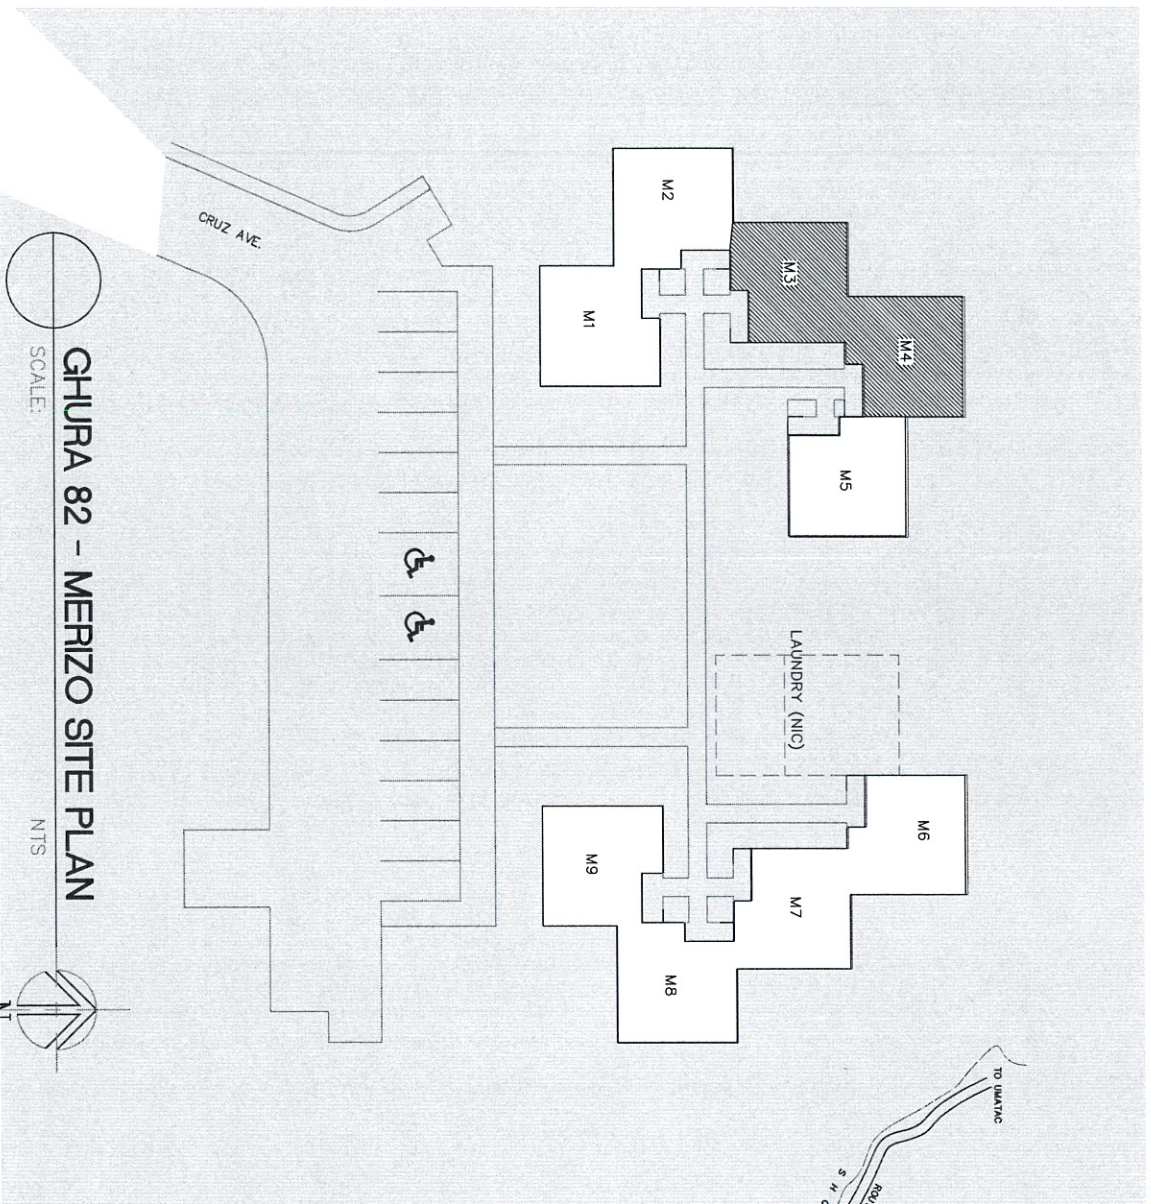 M2
M3
M1
M4
M5
CRUZ AVE.
LAUNDRY (NIC)
M6
M9
M7
M8
TO UMATAC
GHURA 82 - MERIZO SITE PLAN
SCALE: NTS